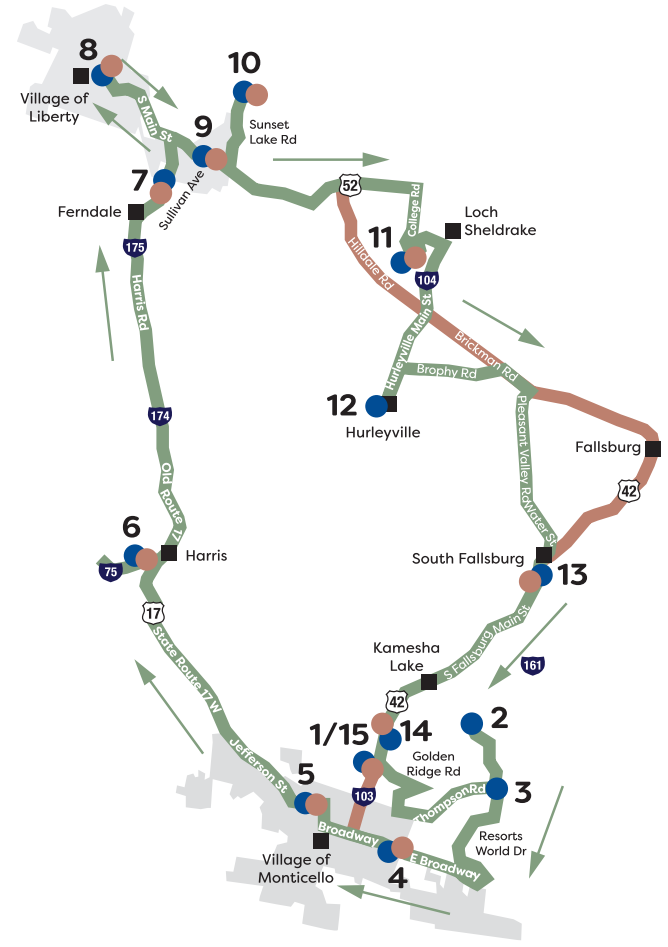 8
Village of
Liberty
S Main St
10
Sunset
Lake Rd
9
7
Sullivan Ave
Ferndale
52
College Rd
Loch
Sheldrake
11
104
175
Harris Rd
Hilldale Rd
Hurleyville Main St
Brickman Rd
Brophy Rd
12
Hurleyville
174
Pleasant Valley Rd
Water St
Fallsburg
42
Old Route 17
6
75
Harris
South Fallsburg
13
17
State Route 17 W
S Fallsburg Main St
161
Kamesha
Lake
42
1/15
14
2
Golden
Ridge Rd
Jefferson St
5
103
Thompson Rd
3
Broadway
Resorts
World Dr
Village of
Monticello
4
E Broadway